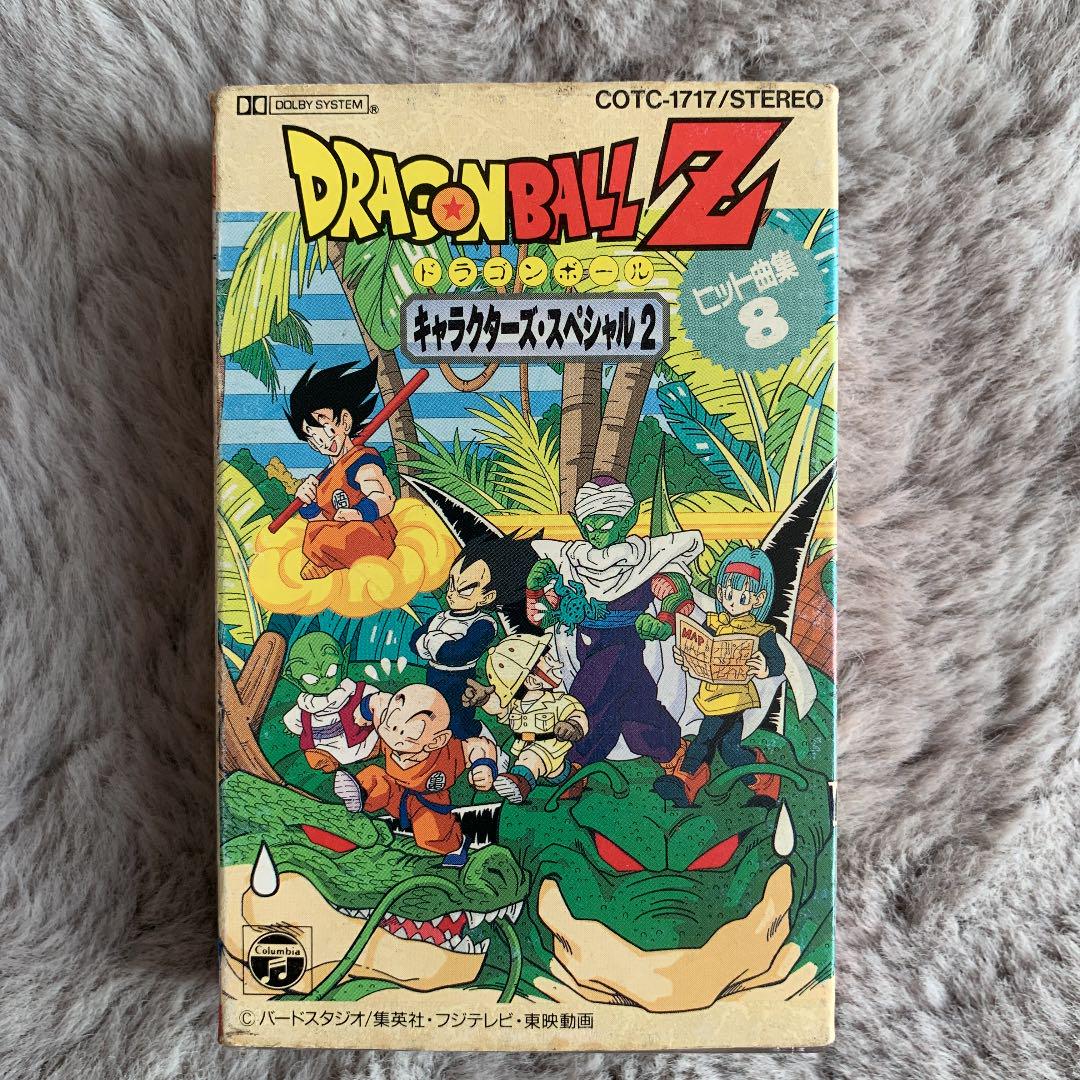 DOLBY SYSTEM®
COTC-1717/STEREO
DRAGONBALL Z
ドラゴンボール
キャラクターズ・スペシャル2
ヒット曲集
8
悟
亀
MAP
Columbia
© バードスタジオ/集英社・フジテレビ・東映動画